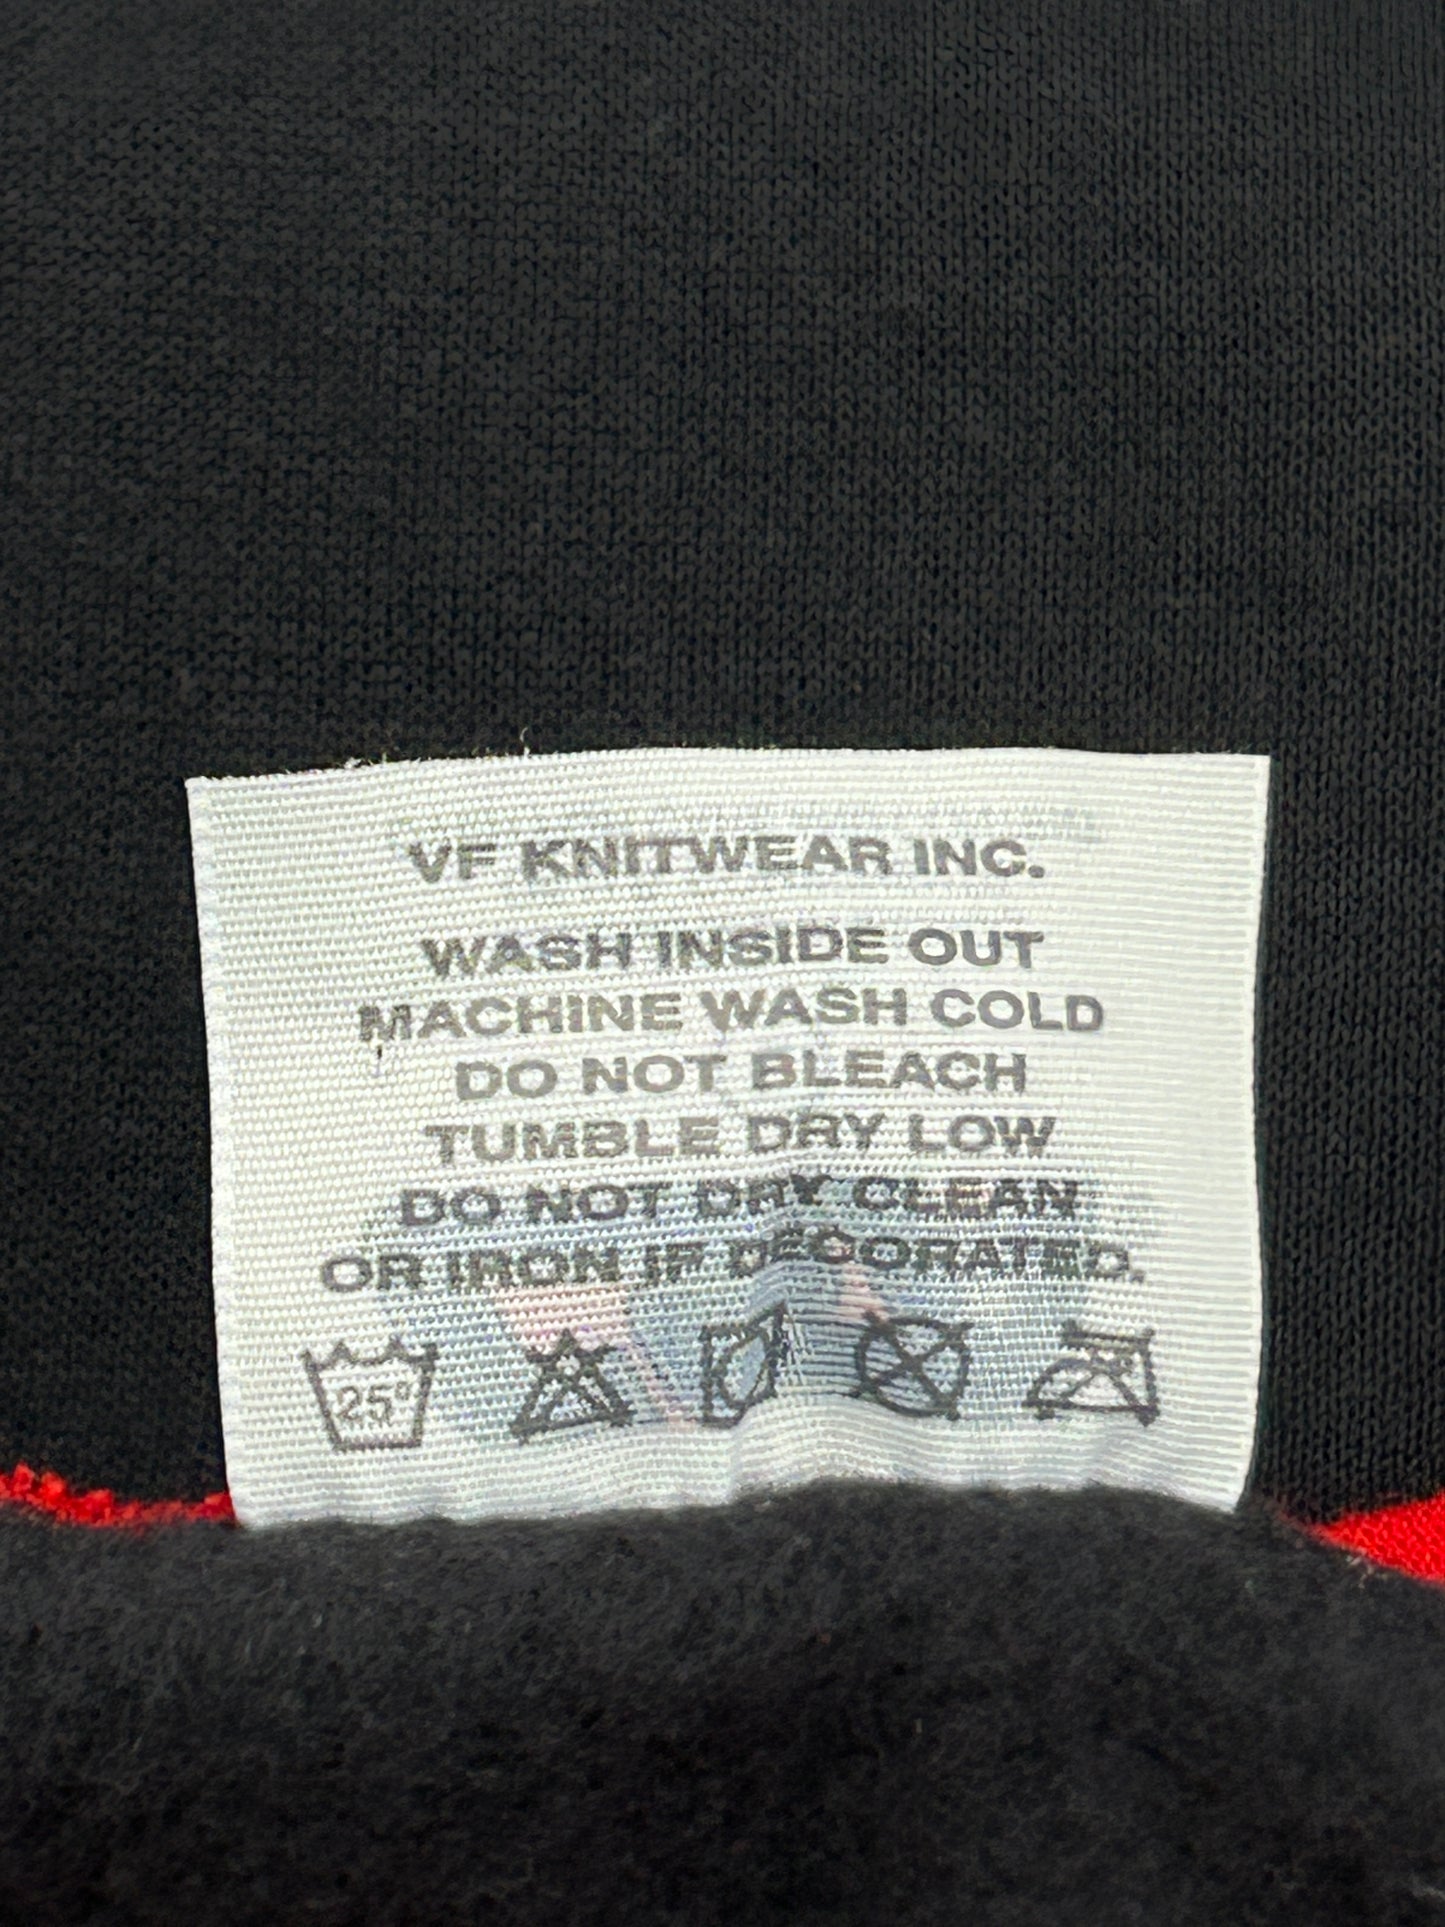 VF KNITWEAR INC.
WASH INSIDE OUT
MACHINE WASH COLD
DO NOT BLEACH
TUMBLE DRY LOW
DO NOT DRY CLEAN
OR IRON IF DECORATED.
25°